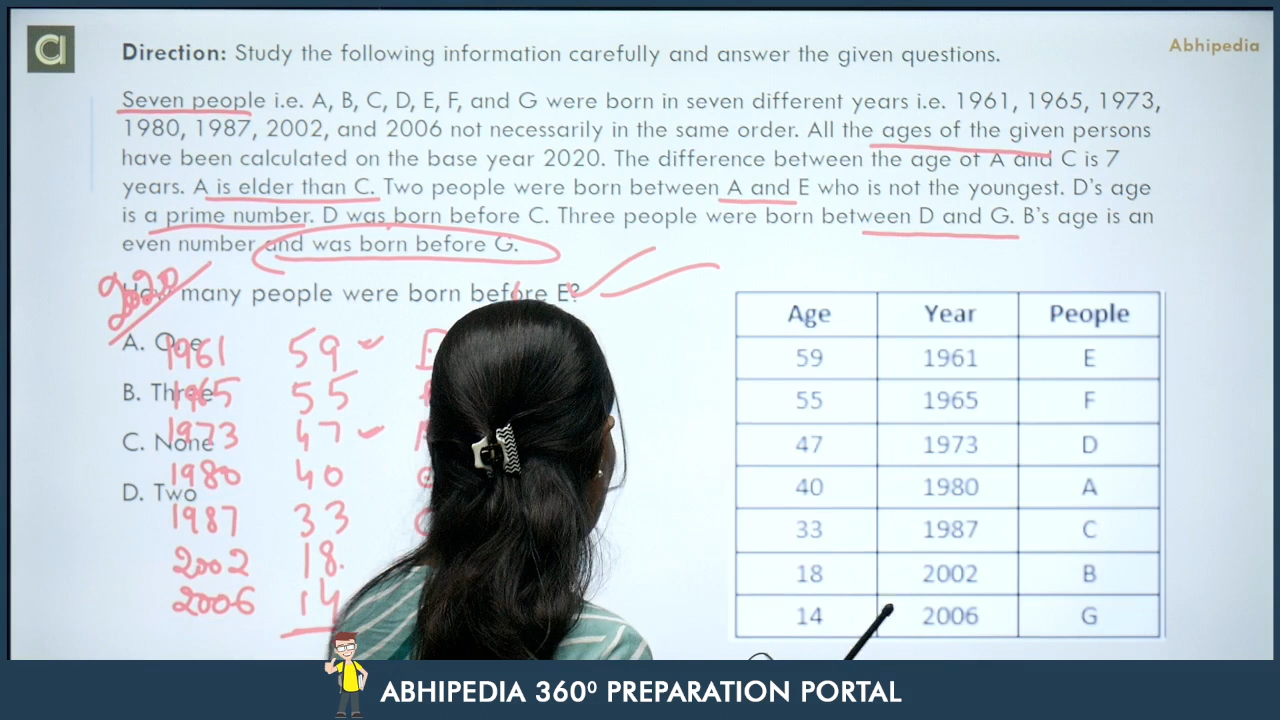 Abhipedia
Direction: Study the following information carefully and answer the given questions.
Seven people i.e. A, B, C, D, E, F, and G were born in seven different years i.e. 1961, 1965, 1973,
1980, 1987, 2002, and 2006 not necessarily in the same order. All the ages of the given persons
have been calculated on the base year 2020. The difference between the age of A and C is 7
years. A is elder than C. Two people were born between A and E who is not the youngest. D's age
is a prime number. D was born before C. Three people were born between D and G. B's age is an
even number and was born before G.
2020
How many people were born before E?
A. One
B. Three
C. None
D. Two
1961 59
1965 55
1973 47
1980 40
1987 33
2002 18.
2006 14
Age Year People
59 1961 E
55 1965 F
47 1973 D
40 1980 A
33 1987 C
18 2002 B
14 2006 G
ABHIPEDIA 360⁰ PREPARATION PORTAL